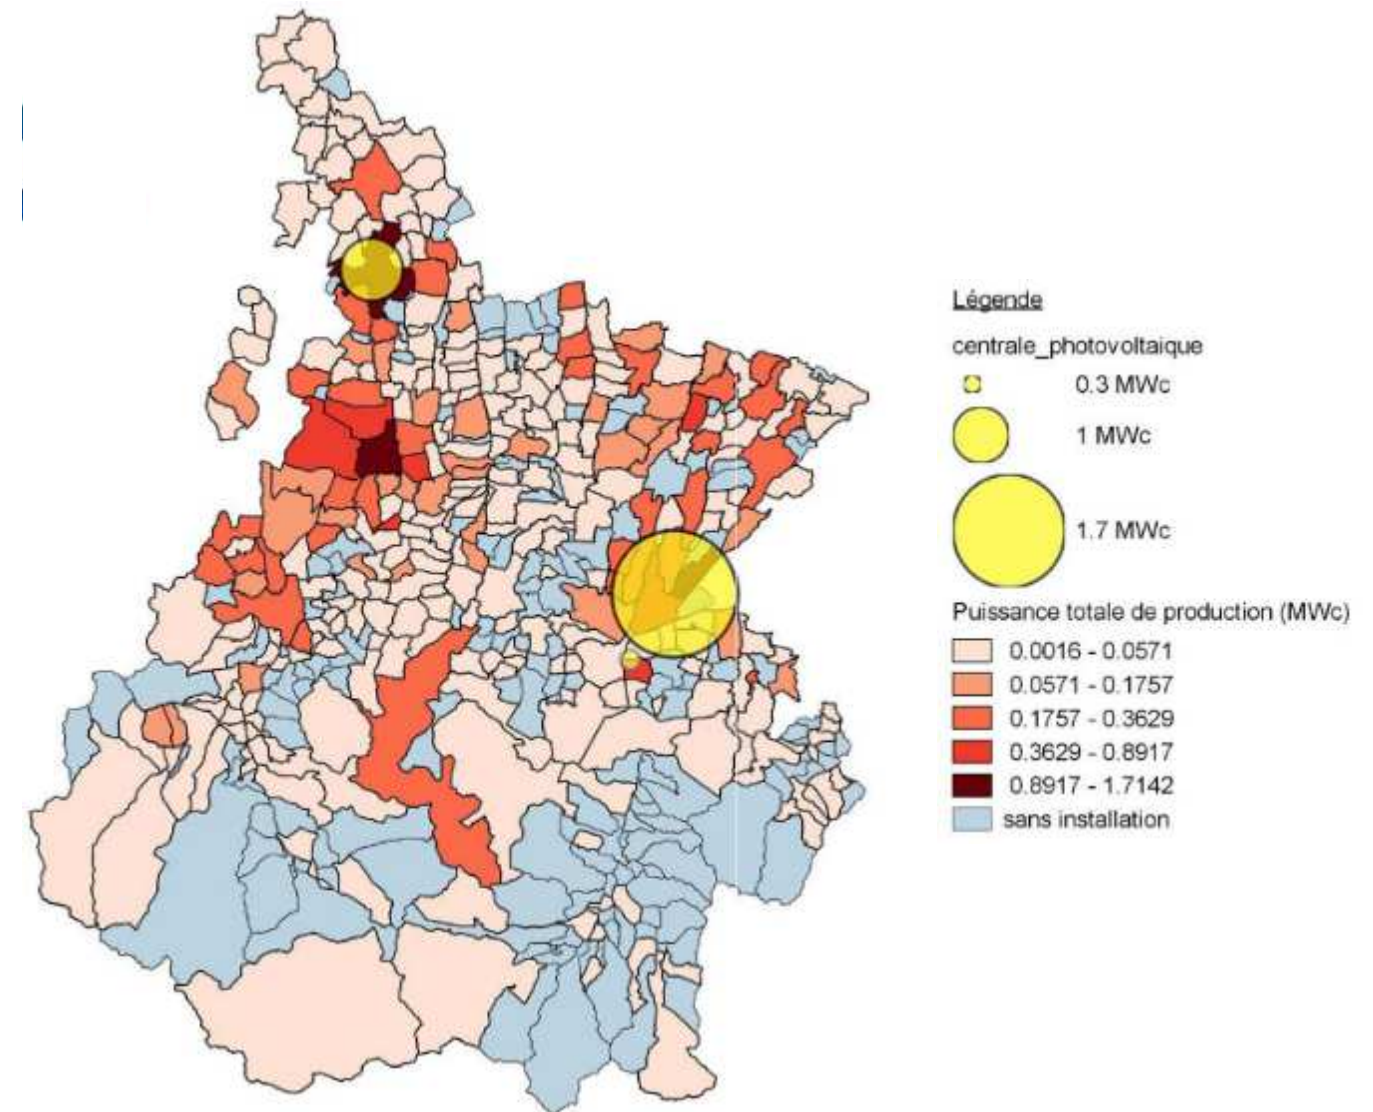 Légende
centrale_photovoltaique
0.3 MWc
1 MWc
1.7 MWc
Puissance totale de production (MWc)
0.0016 - 0.0571
0.0571 - 0.1757
0.1757 - 0.3629
0.3629 - 0.8917
0.8917 - 1.7142
sans installation